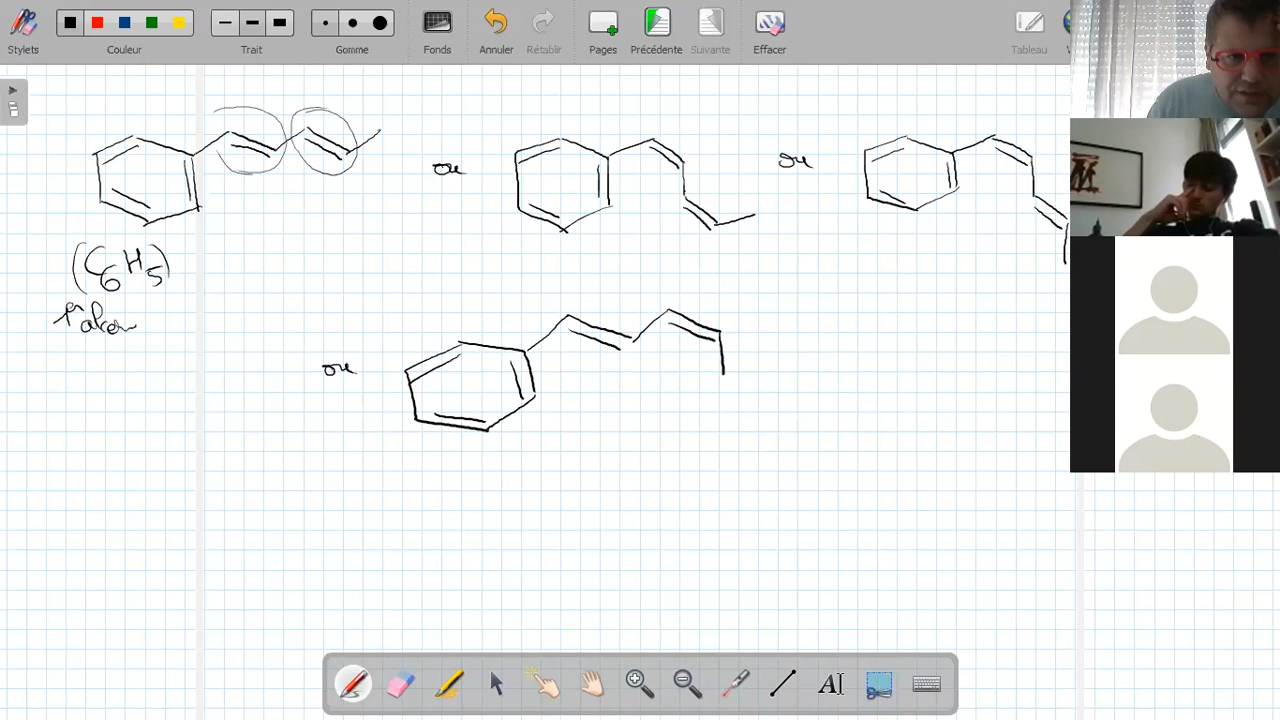 Stylets Couleur Trait Gomme Fonds Annuler Rétablir Pages Précédente Suivante Effacer Tableau
ou ou
(C6H5)
ou